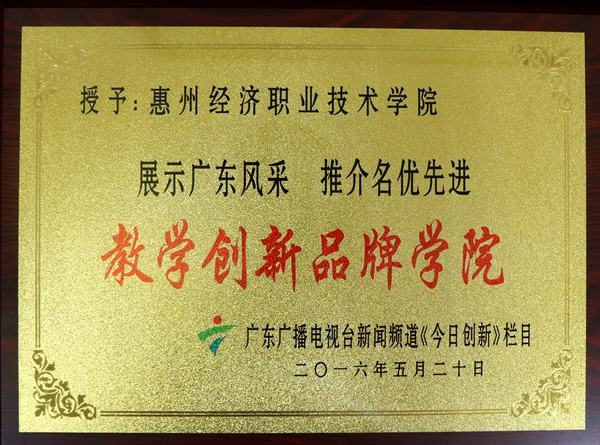 授予：惠州经济职业技术学院
展示广东风采 推介名优先进
教学创新品牌学院
广东广播电视台新闻频道《今日创新》栏目
二〇一六年五月二十日